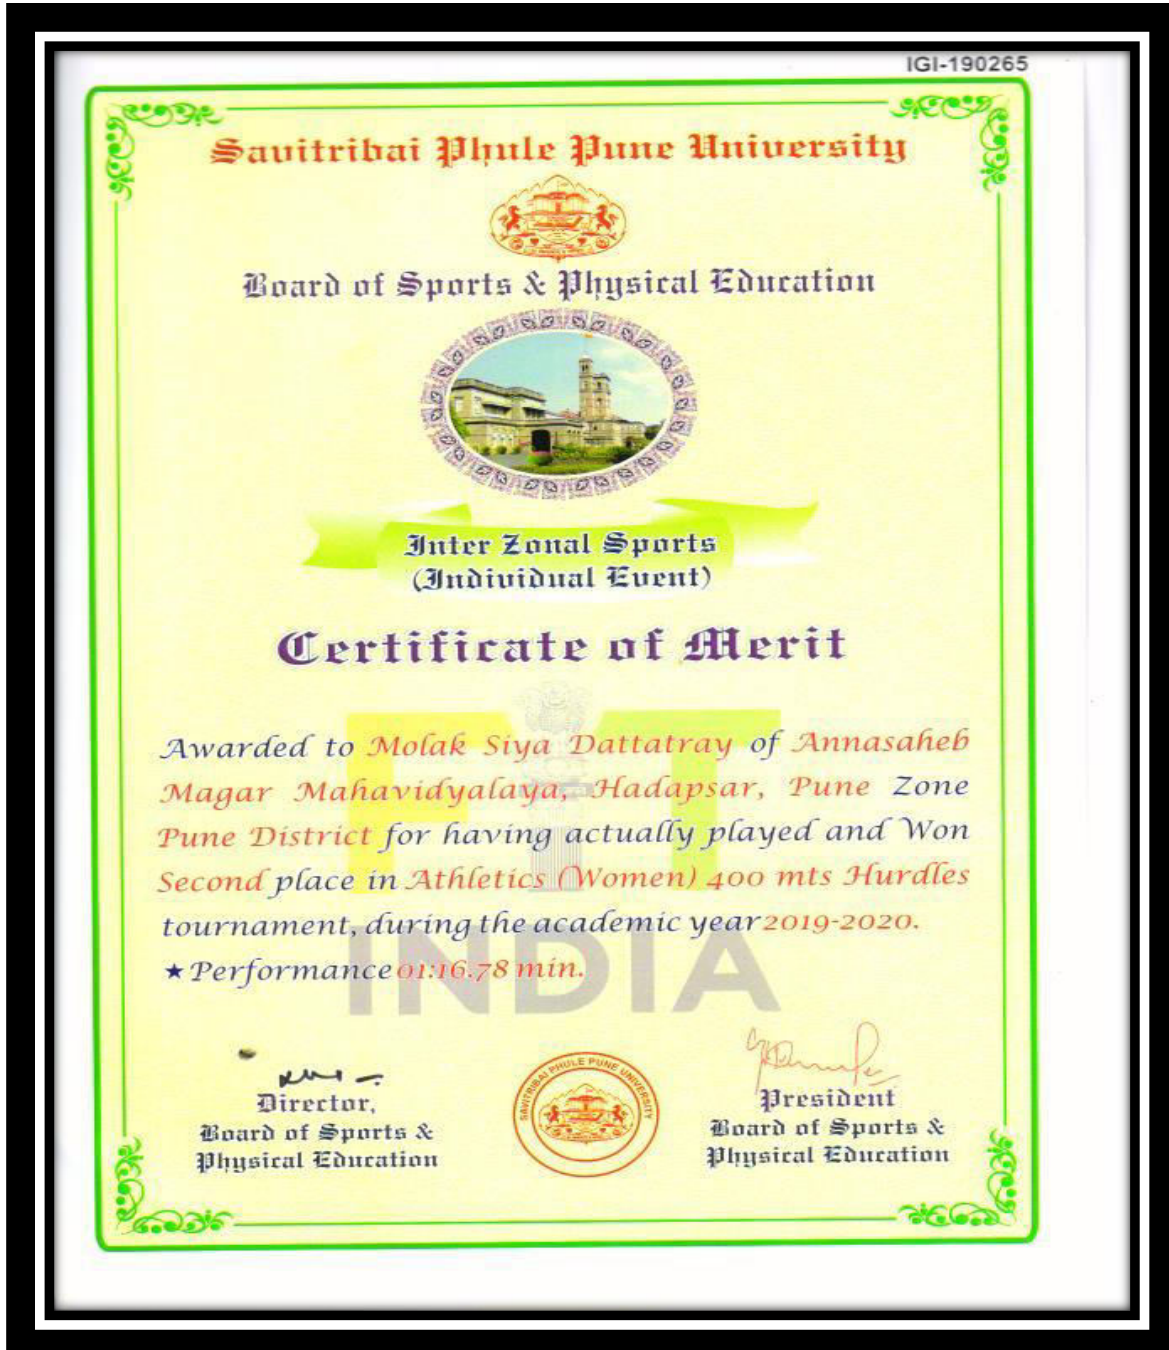 IGI-190265
Savitribai Phule Pune University
Board of Sports & Physical Education
Inter Zonal Sports
(Individual Event)
Certificate of Merit
Awarded to Molak Siya Dattatray of Annasaheb
Magar Mahavidyalaya, Hadapsar, Pune Zone
Pune District for having actually played and Won
Second place in Athletics (Women) 400 mts Hurdles
tournament, during the academic year 2019-2020.
★ Performance 01:16.78 min.
FIT
INDIA
Director,
Board of Sports &
Physical Education
SAVITRIBAI PHULE PUNE UNIVERSITY
President
Board of Sports &
Physical Education